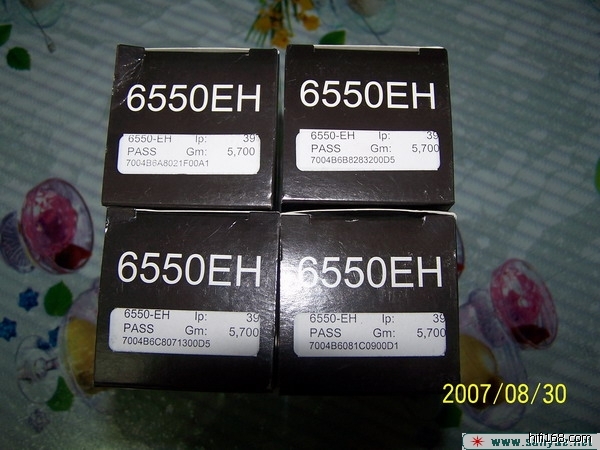 6550EH
6550-EH Ip: 39
PASS Gm: 5,700
7004B6A8021F00A1
6550EH
6550-EH Ip: 39
PASS Gm: 5,700
7004B6B8283200D5
6550EH
6550-EH Ip: 39
PASS Gm: 5,700
7004B6C8071300D5
6550EH
6550-EH Ip: 39
PASS Gm: 5,700
7004B6081C0900D1
2007/08/30
hifi168.com